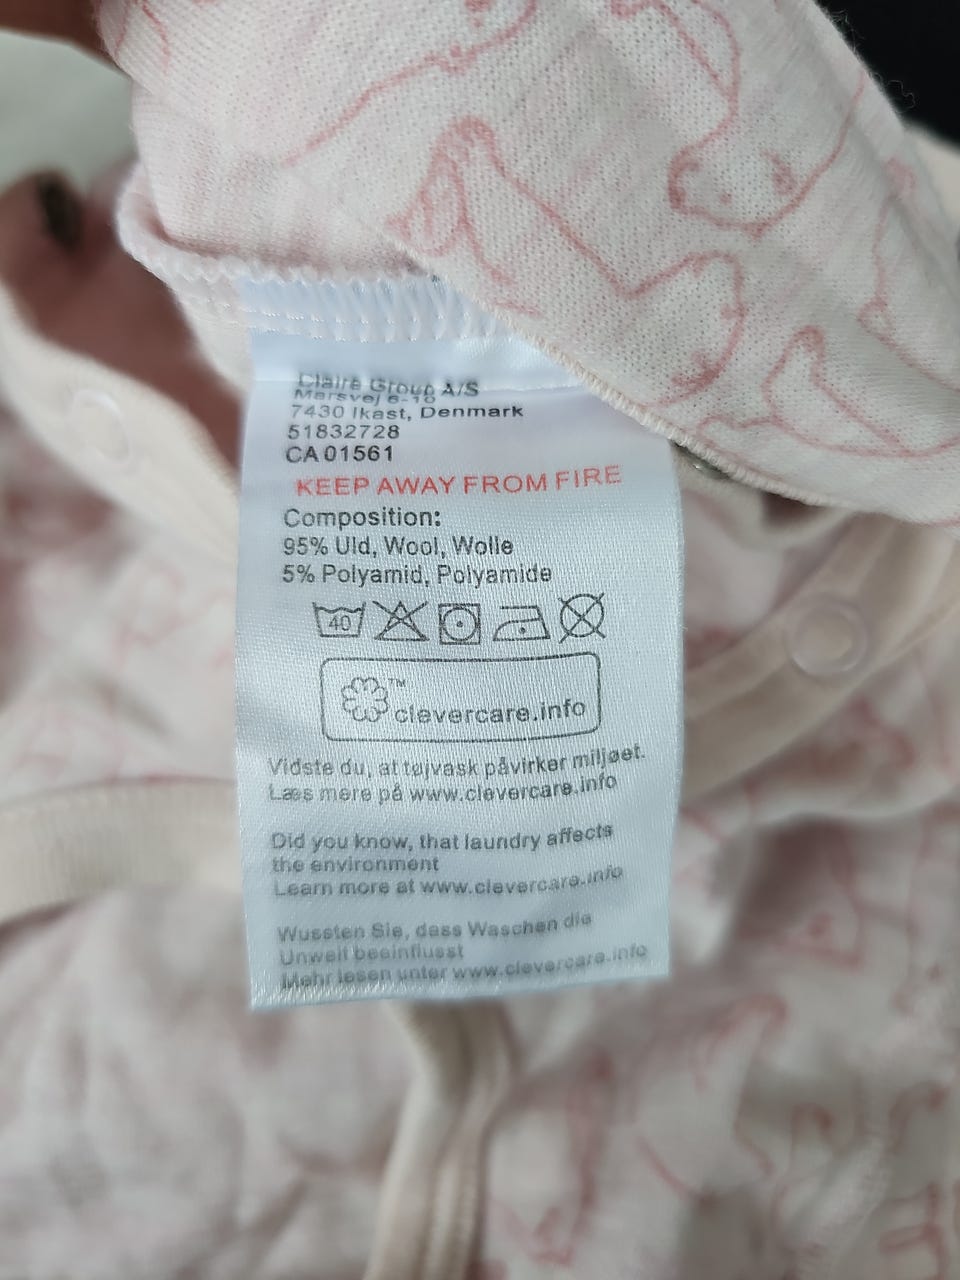 Claire Group A/S
Marsvej 6-10
7430 Ikast, Denmark
51832728
CA 01561
KEEP AWAY FROM FIRE
Composition:
95% Uld, Wool, Wolle
5% Polyamid, Polyamide
40
TM
clevercare.info
Vidste du, at tøjvask påvirker miljøet.
Læs mere på www.clevercare.info
Did you know, that laundry affects
the environment
Learn more at www.clevercare.info
Wussten Sie, dass Waschen die
Umwelt beeinflusst
Mehr lesen unter www.clevercare.info